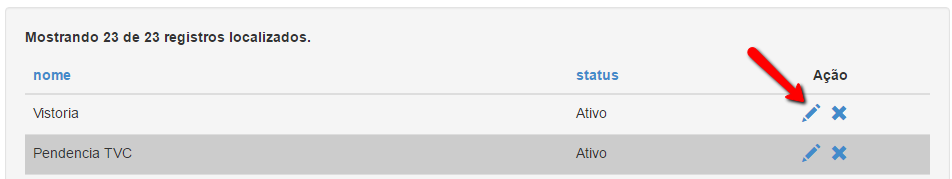 Mostrando 23 de 23 registros localizados.
nome status Ação
Vistoria Ativo
Pendencia TVC Ativo